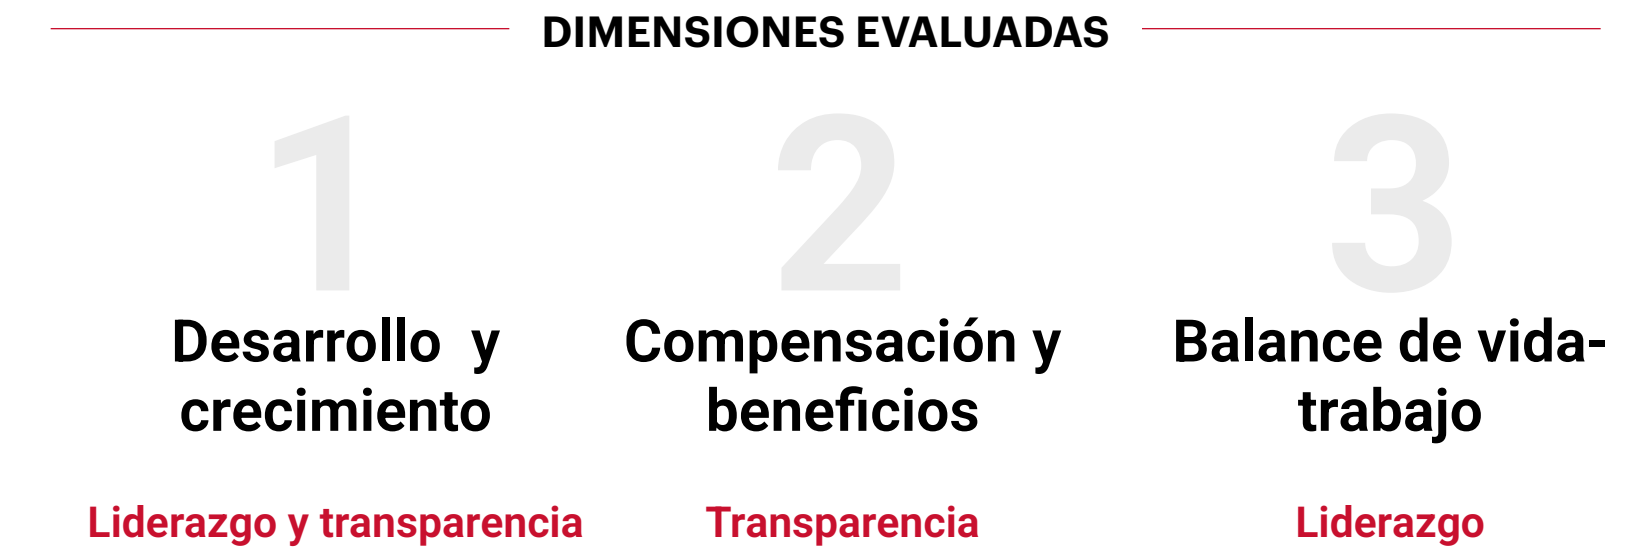 DIMENSIONES EVALUADAS
1
Desarrollo y
crecimiento
Liderazgo y transparencia
2
Compensación y
beneficios
Transparencia
3
Balance de vida-
trabajo
Liderazgo